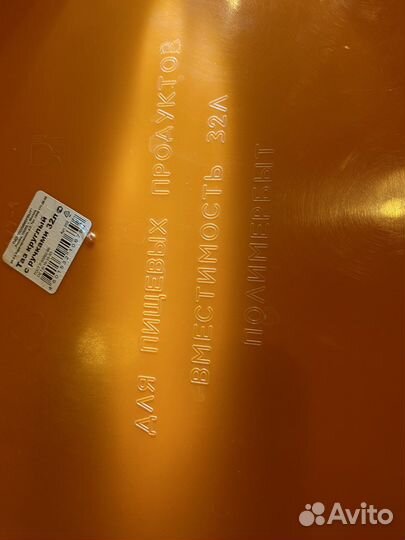 ДЛЯ ПИЩЕВЫХ ПРОДУКТОВ
ВМЕСТИМОСТЬ 32Л
ПОЛИМЕРБЫТ
Таз круглый
с ручками 32л
Avito